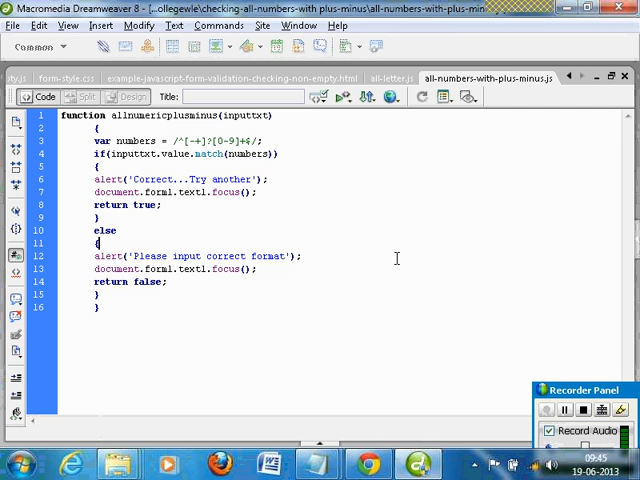 Macromedia Dreamweaver 8 - [...ollegewle\checking-all-numbers-with plus-minus\all-numbers-with-plus-min
File Edit View Insert Modify Text Commands Site Window Help
Common
ty.js form-style.css example-javascript-form-validation-checking-non-empty.html all-letter.js all-numbers-with-plus-minus.js
Code Split Design Title:
1 function allnumericplusminus(inputtxt)
2 {
3 var numbers = /^[-+]?[0-9]+$/;
4 if(inputtxt.value.match(numbers))
5 {
6 alert('Correct...Try another');
7 document.form1.text1.focus();
8 return true;
9 }
10 else
11 {
12 alert('Please input correct format');
13 document.form1.text1.focus();
14 return false;
15 }
16 }
Recorder Panel
Record Audio
09:45
19-06-2013